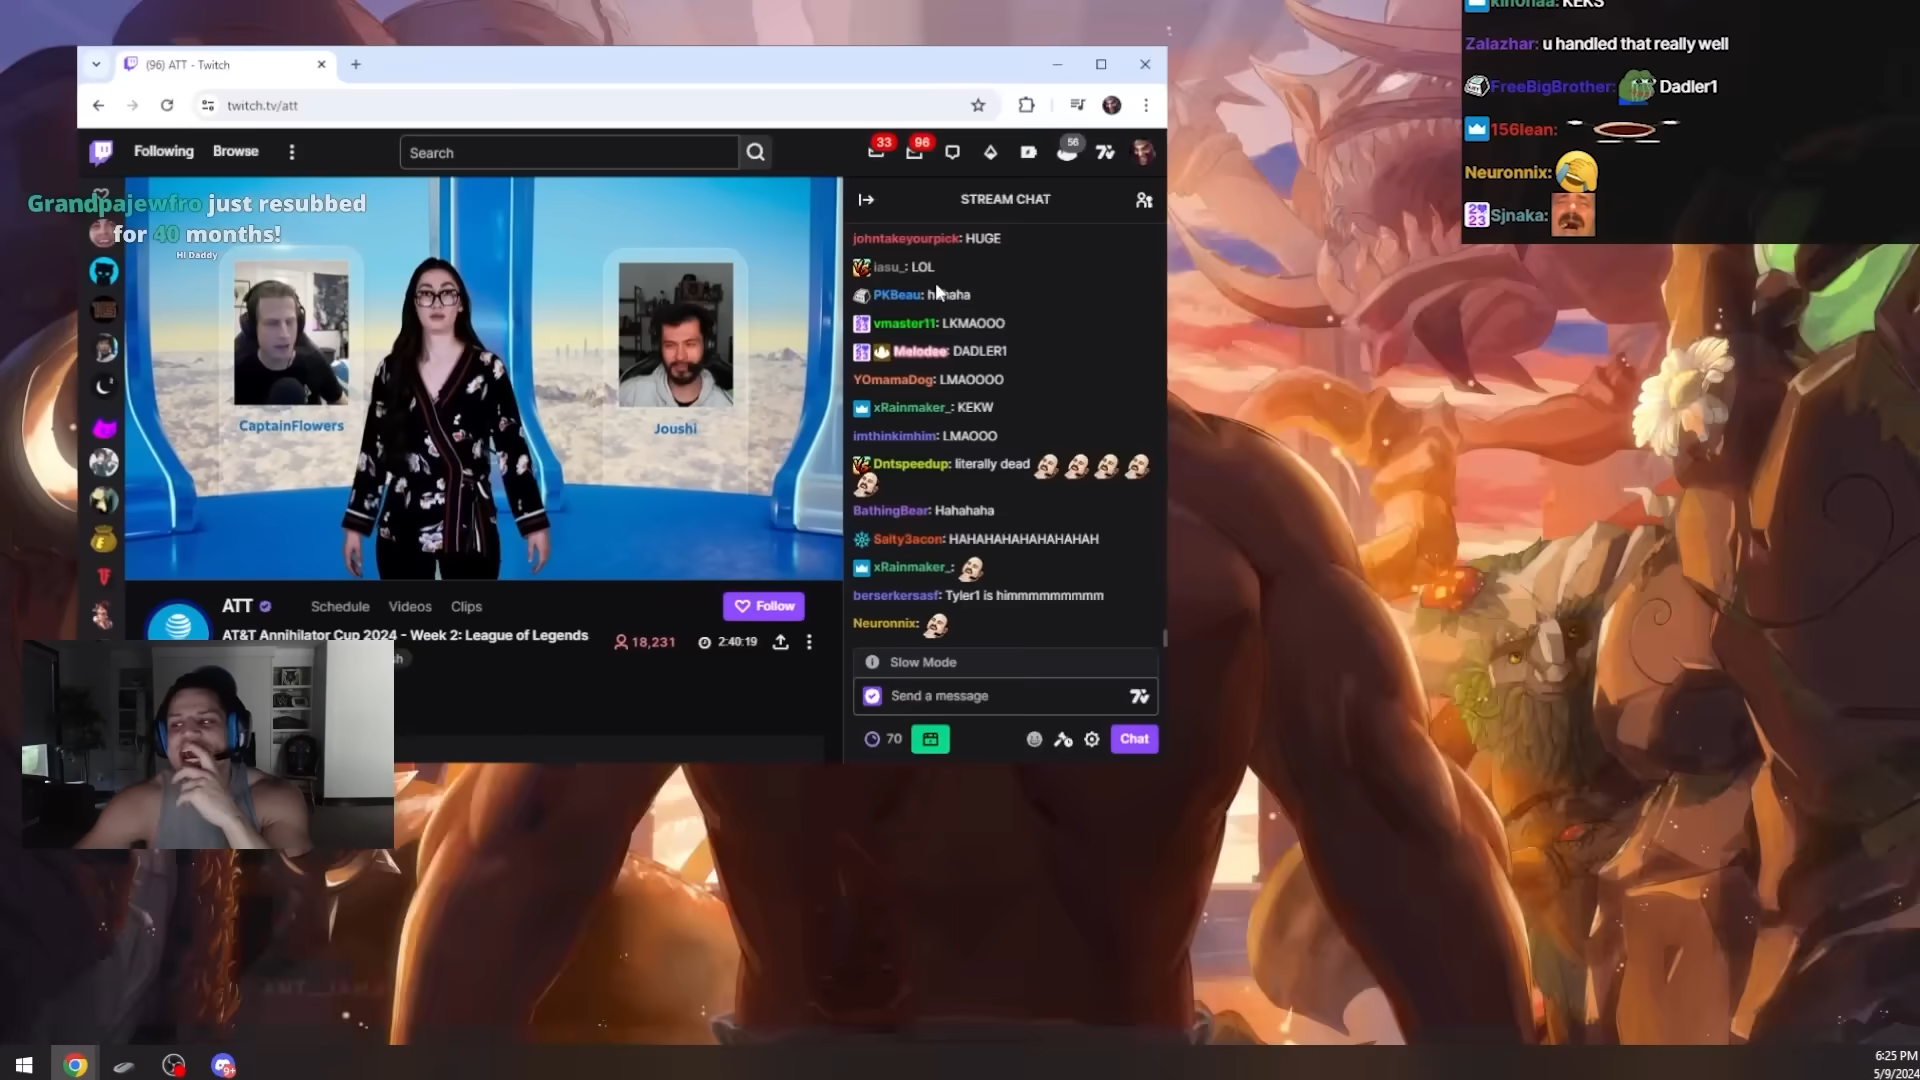 (96) ATT - Twitch
twitch.tv/att
Following
Browse
Search
33
96
56
Grandpajewfro just resubbed
for 40 months!
Hi Daddy
CaptainFlowers
Joushi
ATT
Schedule
Videos
Clips
Follow
AT&T Annihilator Cup 2024 - Week 2: League of Legends
18,231
2:40:19
STREAM CHAT
johntakeyourpick: HUGE
iasu_: LOL
PKBeau:
vmaster11: LKMAOOO
Melodee: DADLER1
YOmamaDog: LMAOOOO
xRainmaker_: KEKW
imthinkimhim: LMAOOO
Dntspeedup: literally dead
BathingBear: Hahahaha
Salty3acon: HAHAHAHAHAHAHAHAH
xRainmaker_:
berserkersasf: Tyler1 is himmmmmmmmm
Neuronnix:
Slow Mode
Send a message
70
Chat
KEKS
Zalazhar: u handled that really well
FreeBigBrother: Dadler1
156lean:
Neuronnix:
Sjnaka:
9+
6:25 PM
5/9/2024